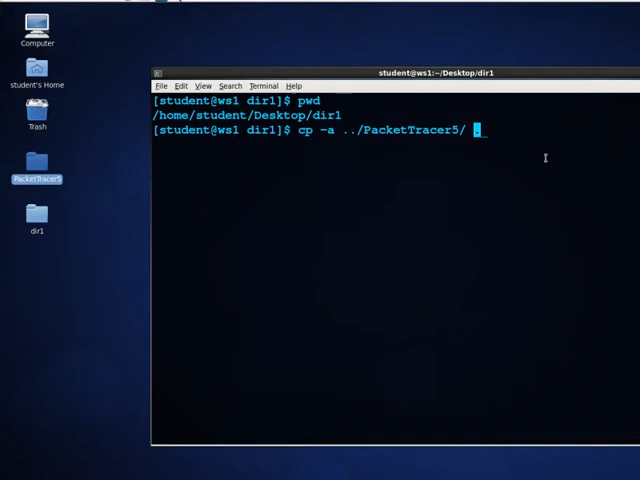 Computer
student's Home
Trash
PacketTracer5
dir1
student@ws1:~/Desktop/dir1
File Edit View Search Terminal Help
[student@ws1 dir1]$ pwd
/home/student/Desktop/dir1
[student@ws1 dir1]$ cp -a ../PacketTracer5/ .